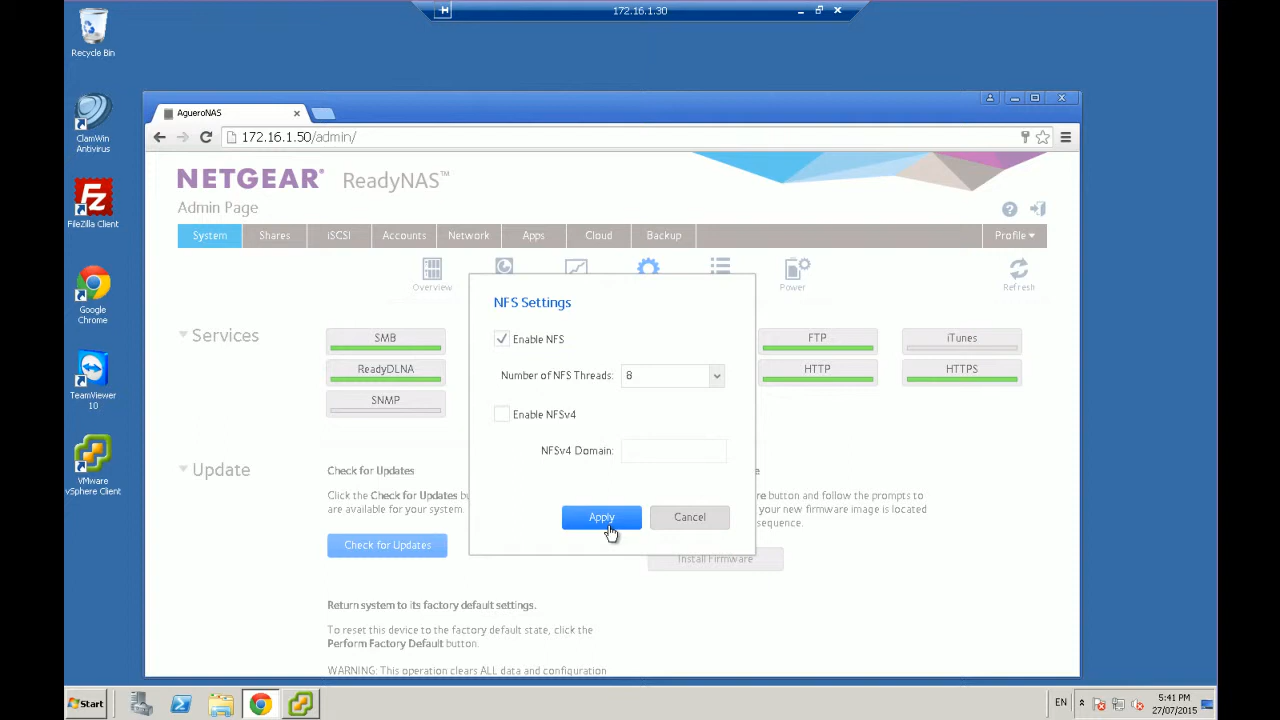 172.16.1.30
Recycle Bin
AgueroNAS
172.16.1.50/admin/
ClamWin
Antivirus
NETGEAR® ReadyNAS™
Admin Page
FileZilla Client
System Shares iSCSI Accounts Network Apps Cloud Backup Profile
Overview Power Refresh
Google
Chrome
NFS Settings
Services SMB FTP iTunes
Enable NFS
ReadyDLNA HTTP HTTPS
Number of NFS Threads: 8
SNMP
TeamViewer
10
Enable NFSv4
NFSv4 Domain:
Update Check for Updates
VMware
vSphere Client
Click the Check for Updates re button and follow the prompts to
are available for your system. your new firmware image is located
sequence.
Apply Cancel
Check for Updates Install Firmware
Return system to its factory default settings.
To reset this device to the factory default state, click the
Perform Factory Default button.
WARNING: This operation clears ALL data and configuration
Start EN 5:41 PM
27/07/2015